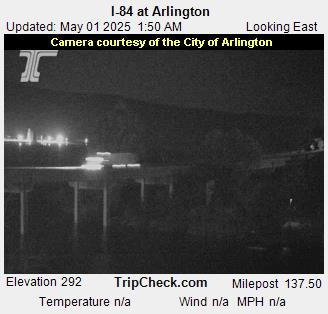 I-84 at Arlington
Updated: May 01 2025 1:50 AM Looking East
Camera courtesy of the City of Arlington
Elevation 292 TripCheck.com Milepost 137.50
Temperature n/a Wind n/a MPH n/a